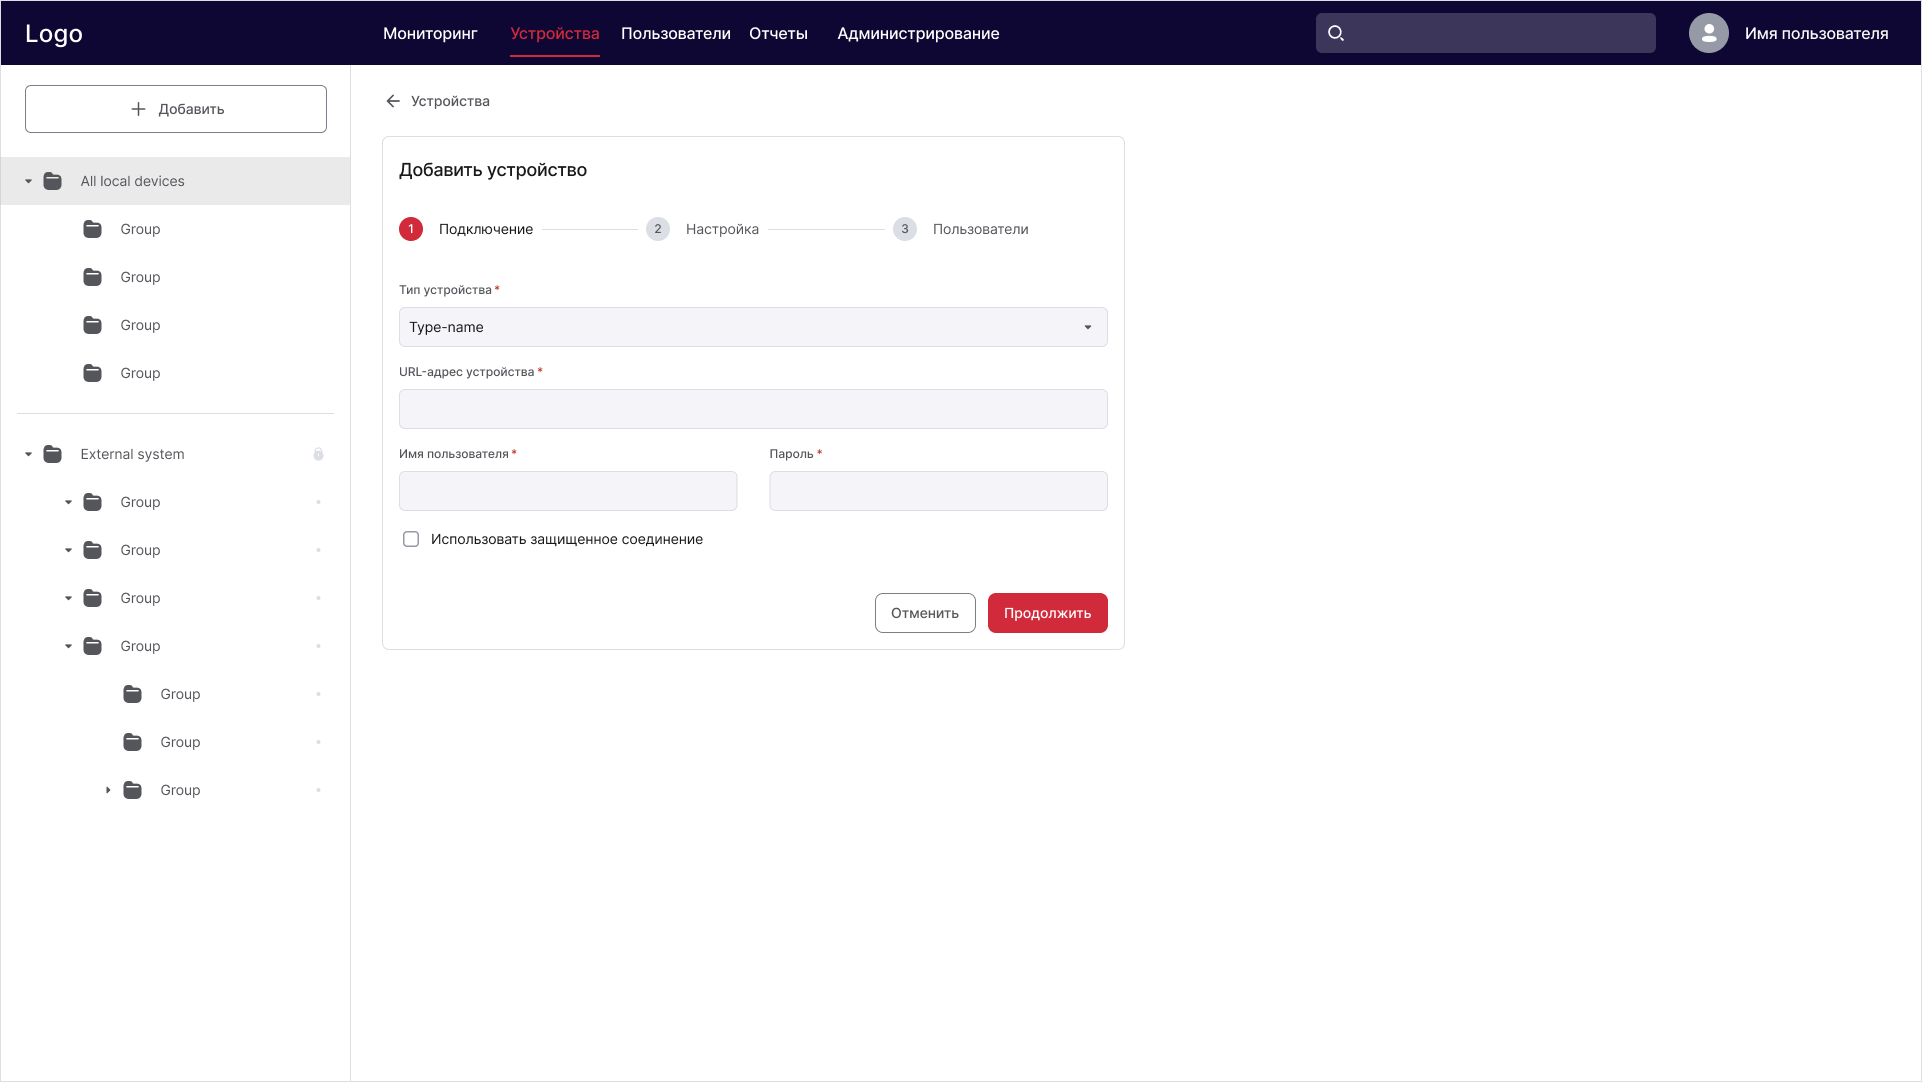 Logo
Мониторинг
Устройства
Пользователи
Отчеты
Администрирование
Имя пользователя
Добавить
All local devices
Group
Group
Group
Group
External system
Group
Group
Group
Group
Group
Group
Group
Устройства
Добавить устройство
1 Подключение
2 Настройка
3 Пользователи
Тип устройства *
Type-name
URL-адрес устройства *
Имя пользователя *
Пароль *
Использовать защищенное соединение
Отменить
Продолжить